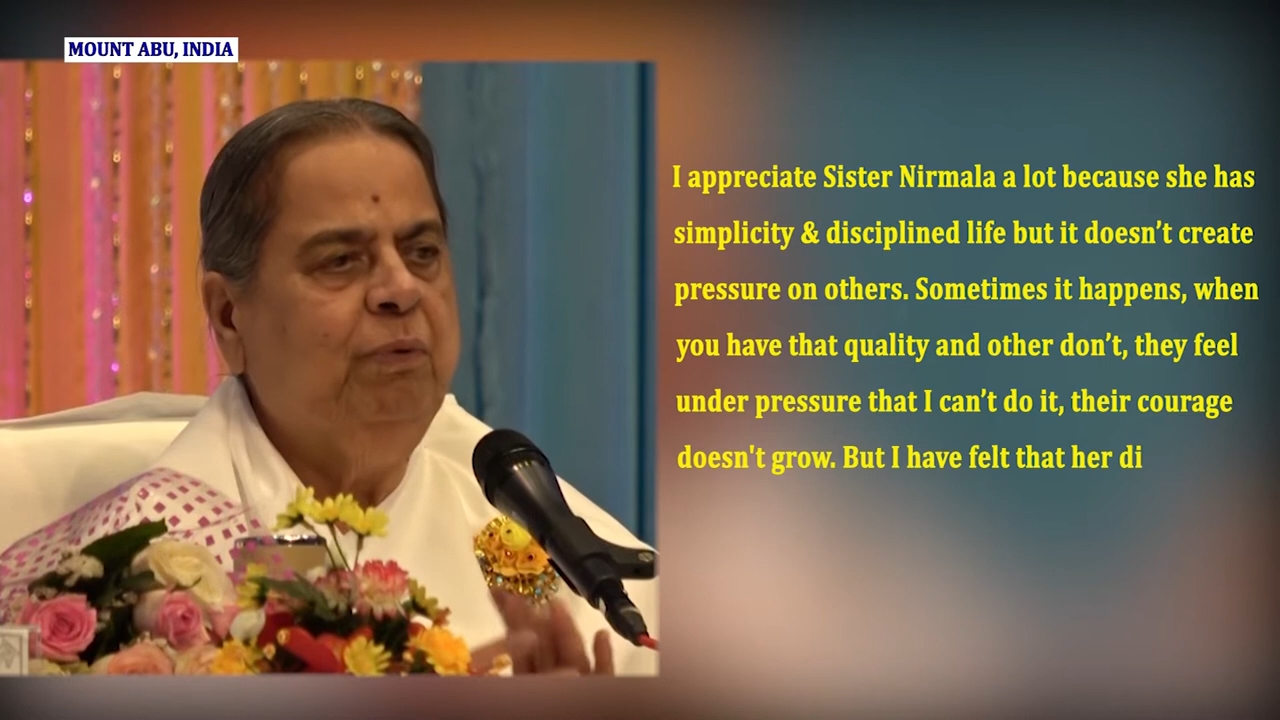 MOUNT ABU, INDIA
I appreciate Sister Nirmala a lot because she has
simplicity & disciplined life but it doesn’t create
pressure on others. Sometimes it happens, when
you have that quality and other don’t, they feel
under pressure that I can’t do it, their courage
doesn't grow. But I have felt that her di